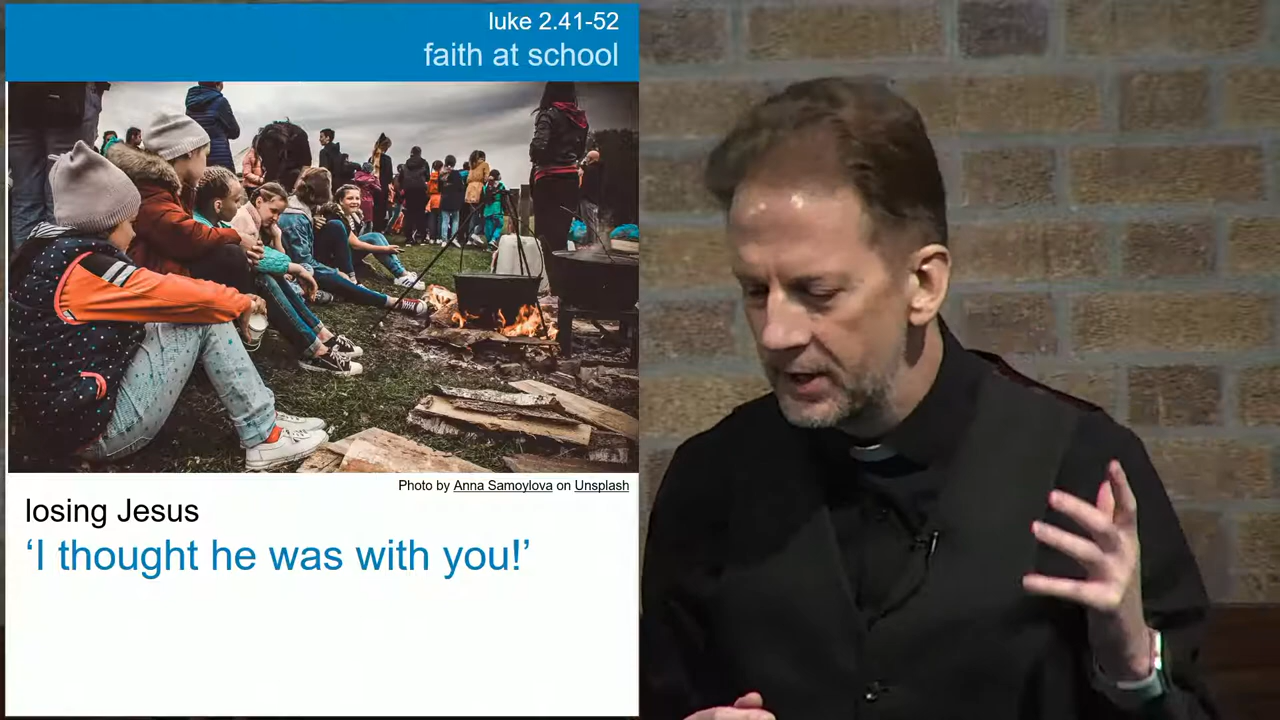 luke 2.41-52
faith at school
Photo by Anna Samoylova on Unsplash
losing Jesus
‘I thought he was with you!’